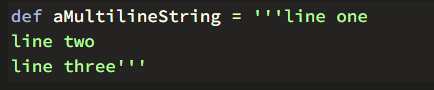 def aMultilineString = '''line one
line two
line three'''